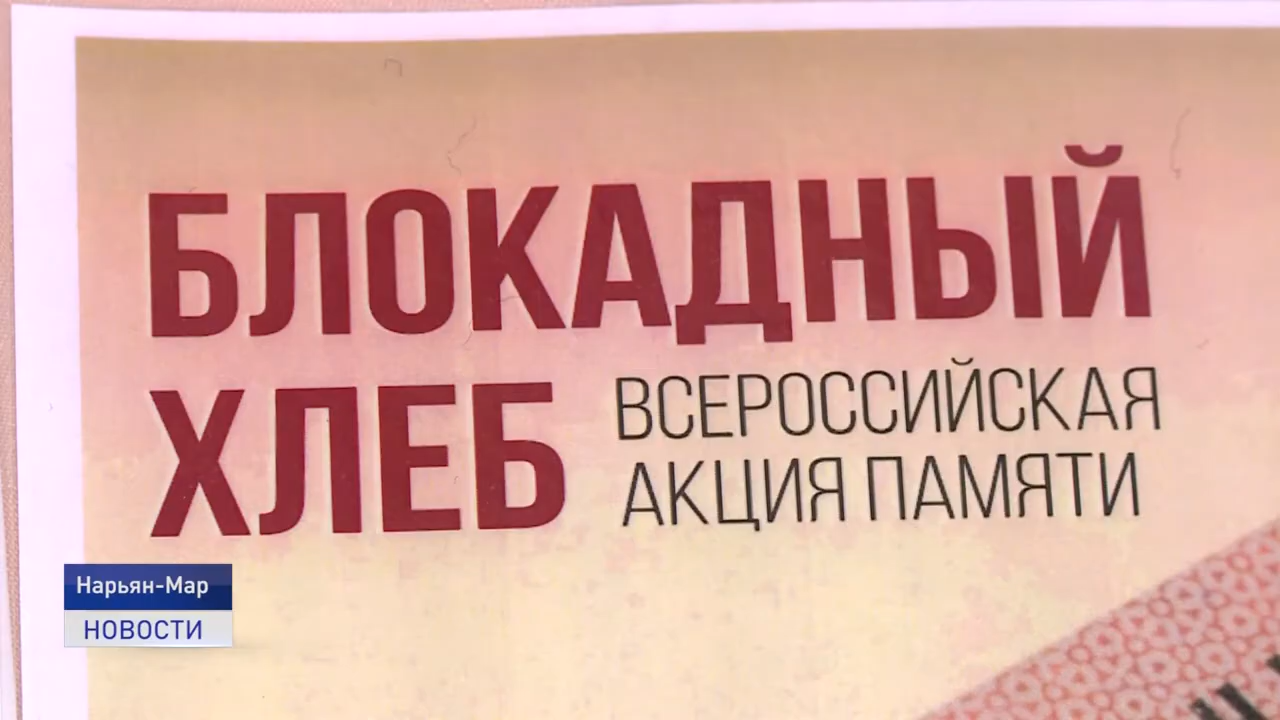 БЛОКАДНЫЙ
ХЛЕБ
ВСЕРОССИЙСКАЯ
АКЦИЯ ПАМЯТИ
Нарьян-Мар
НОВОСТИ